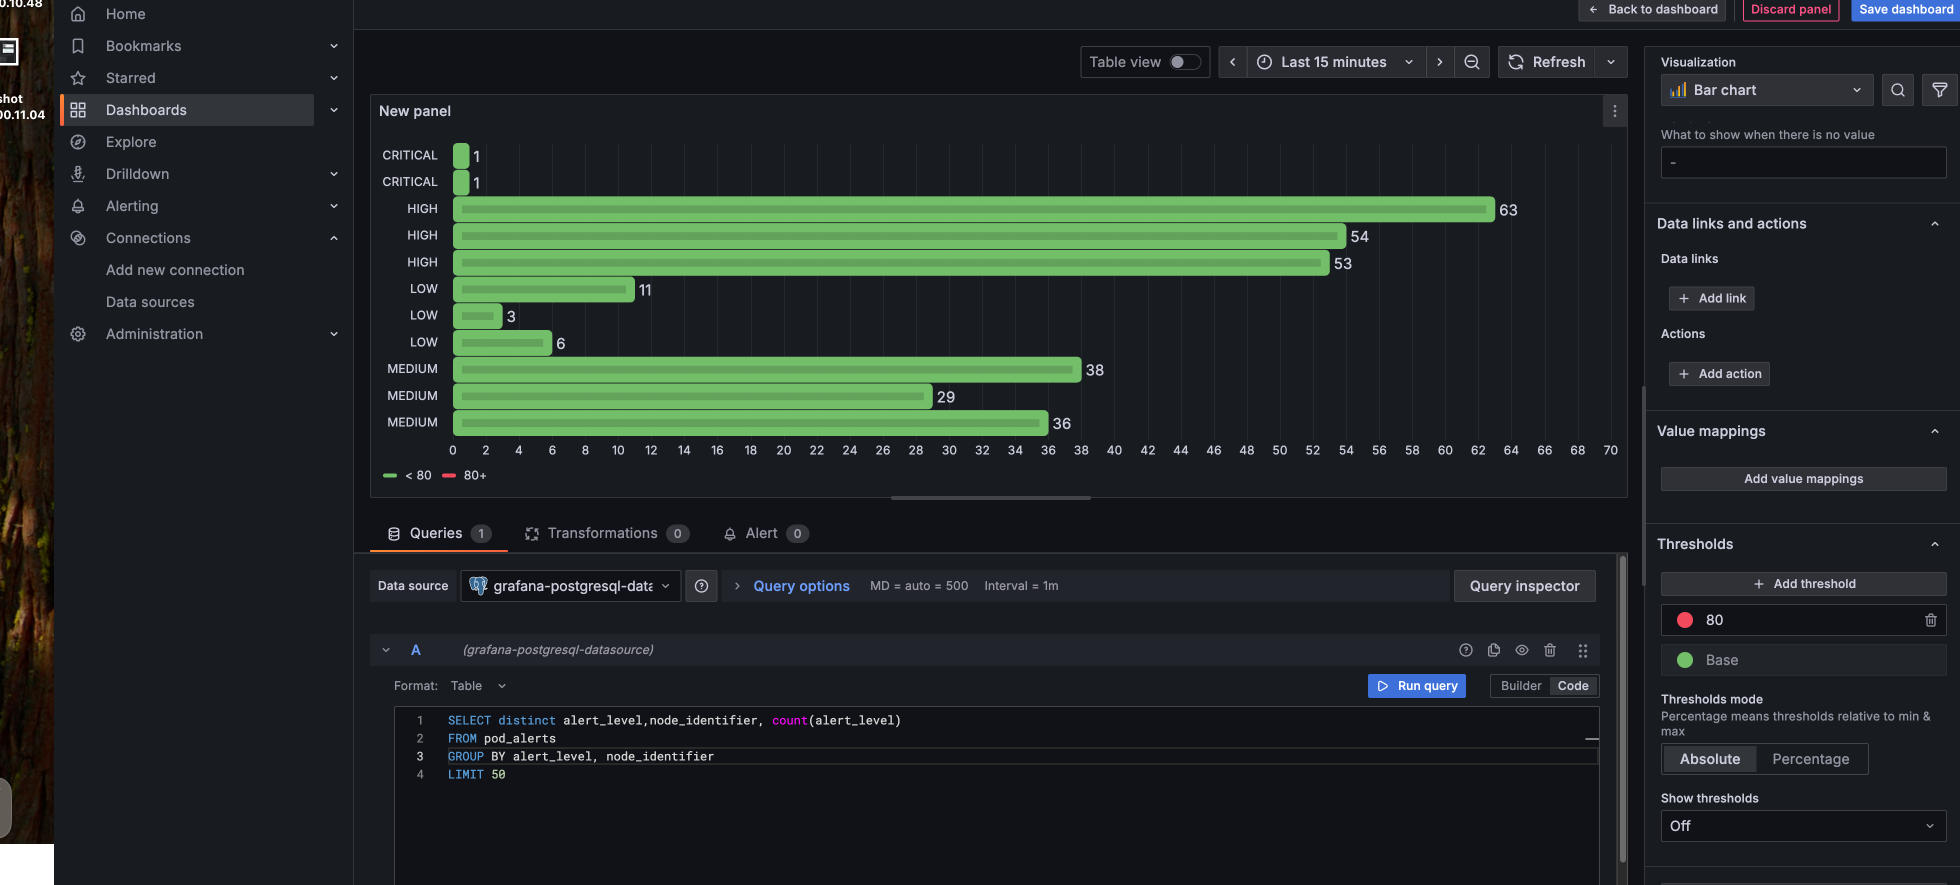 0.10.48
Home
Bookmarks
Starred
Dashboards
Explore
Drilldown
Alerting
Connections
Add new connection
Data sources
Administration
shot
00.11.04
Back to dashboard
Discard panel
Save dashboard
Table view
Last 15 minutes
Refresh
New panel
CRITICAL 1
CRITICAL 1
HIGH 63
HIGH 54
HIGH 53
LOW 11
LOW 3
LOW 6
MEDIUM 38
MEDIUM 29
MEDIUM 36
0 2 4 6 8 10 12 14 16 18 20 22 24 26 28 30 32 34 36 38 40 42 44 46 48 50 52 54 56 58 60 62 64 66 68 70
< 80 80+
Queries 1 Transformations 0 Alert 0
Data source grafana-postgresql-data Query options MD = auto = 500 Interval = 1m Query inspector
A (grafana-postgresql-datasource)
Format: Table Run query Builder Code
1 SELECT distinct alert_level,node_identifier, count(alert_level)
2 FROM pod_alerts
3 GROUP BY alert_level, node_identifier
4 LIMIT 50
Visualization
Bar chart
What to show when there is no value
-
Data links and actions
Data links
+ Add link
Actions
+ Add action
Value mappings
Add value mappings
Thresholds
+ Add threshold
80
Base
Thresholds mode
Percentage means thresholds relative to min &
max
Absolute Percentage
Show thresholds
Off